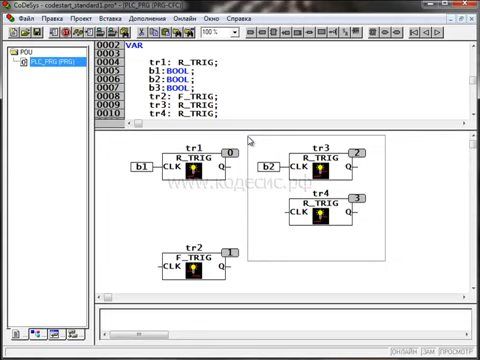 CoDeSys - codestart_standard1.pro* - [PLC_PRG (PRG-CFC)]
Файл Правка Проект Вставка Дополнения Онлайн Окно Справка
100 %
POU
PLC_PRG (PRG)
0002 VAR
0003
0004 tr1: R_TRIG;
0005 b1:BOOL;
0006 b2:BOOL;
0007 b3:BOOL;
0008 tr2: F_TRIG;
0009 tr3: R_TRIG;
0010 tr4: R_TRIG;
tr1 0
R_TRIG
b1 CLK Q
tr3 2
R_TRIG
b2 CLK Q
www.кодесис.рф
tr4 3
R_TRIG
CLK Q
tr2 1
F_TRIG
CLK Q
ОНЛАЙН ЗАМ ПРОСМОТР